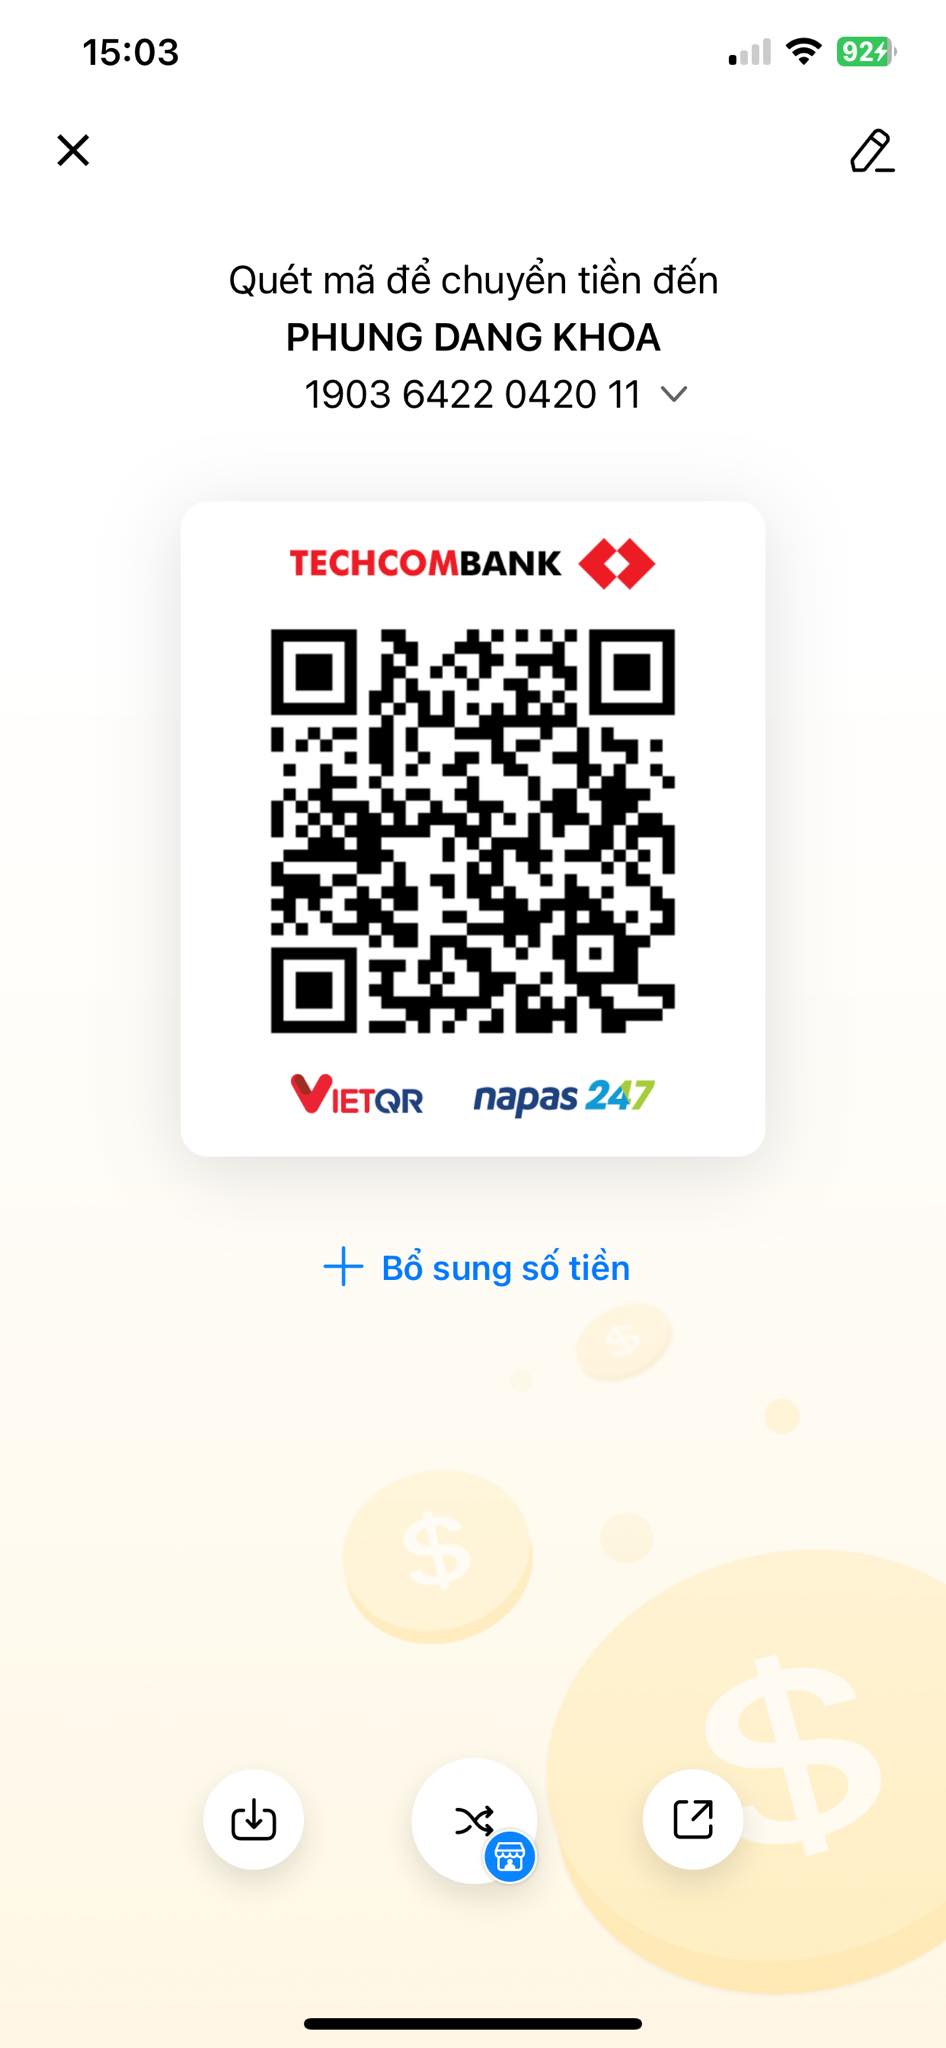 15:03
92
Quét mã để chuyển tiền đến
PHUNG DANG KHOA
1903 6422 0420 11
TECHCOMBANK
VIETQR napas 247
Bổ sung số tiền
$
$
$